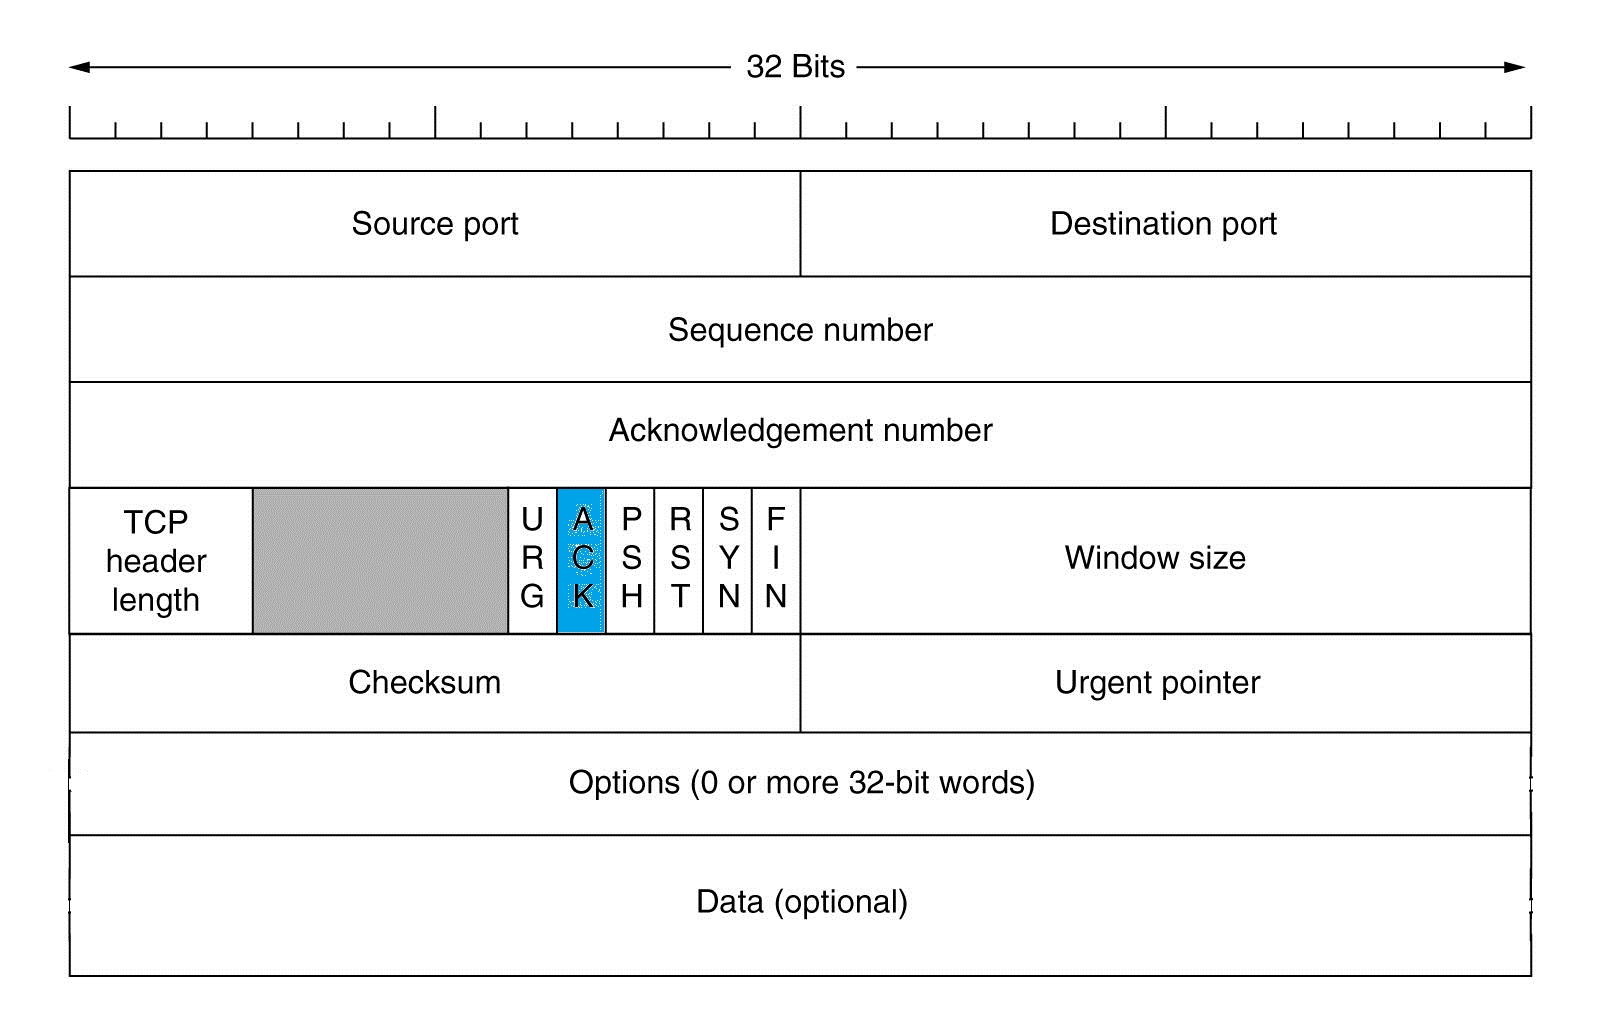 32 Bits
Source port
Destination port
Sequence number
Acknowledgement number
TCP
header
length
URG
ACK
PSH
RST
SYN
FIN
Window size
Checksum
Urgent pointer
Options (0 or more 32-bit words)
Data (optional)